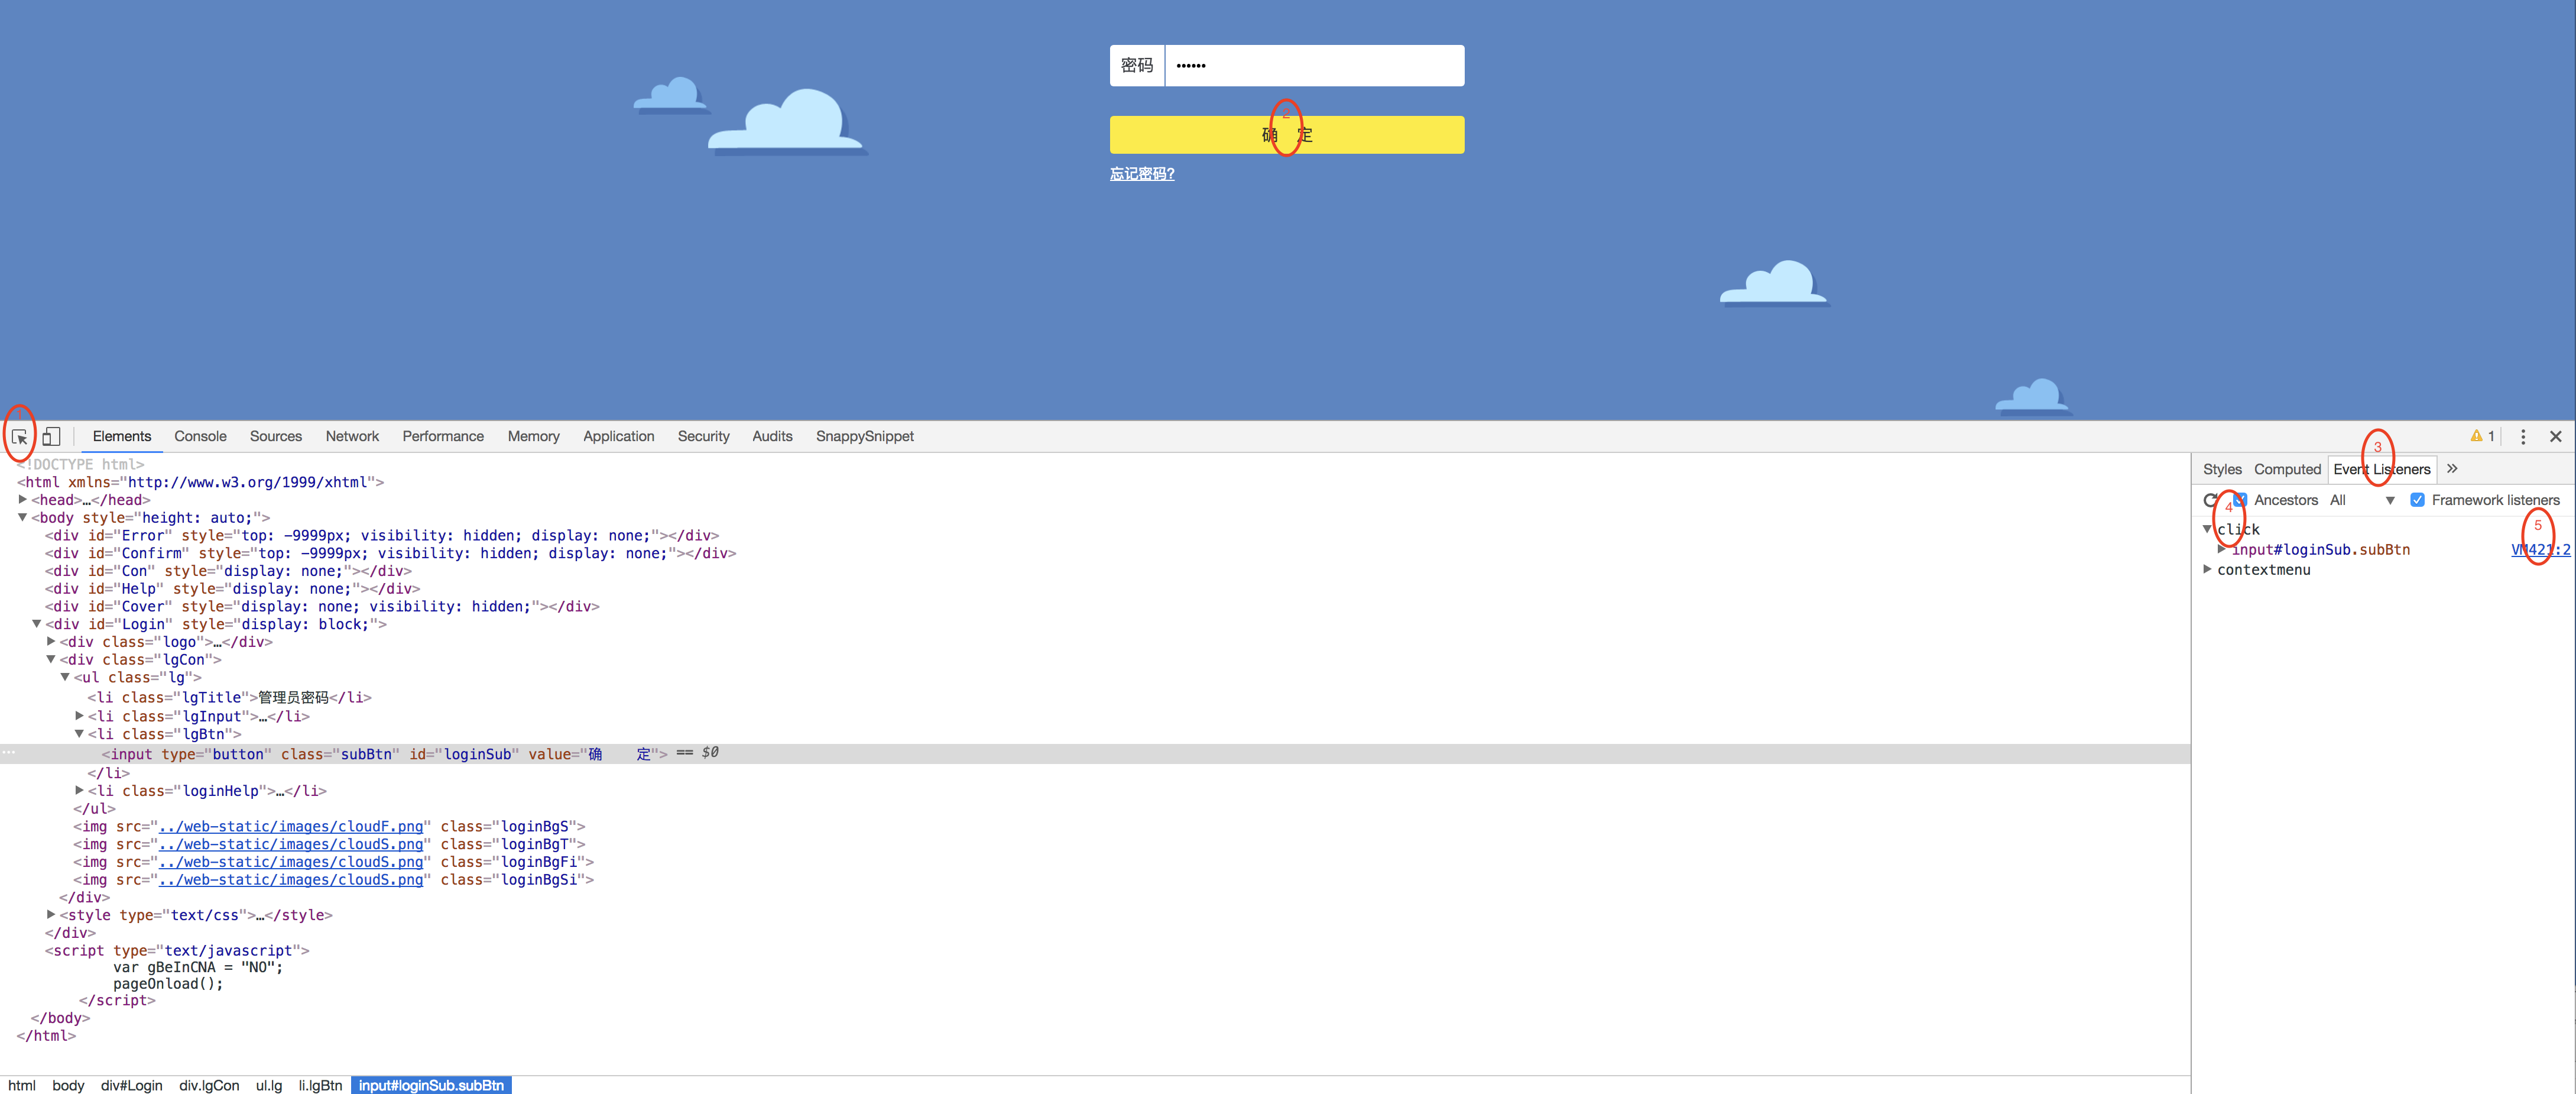 密码 ••••••
2
确 定
忘记密码?
1
Elements Console Sources Network Performance Memory Application Security Audits SnappySnippet 1
3
<!DOCTYPE html>
<html xmlns="http://www.w3.org/1999/xhtml">
<head>…</head>
<body style="height: auto;">
<div id="Error" style="top: -9999px; visibility: hidden; display: none;"></div>
<div id="Confirm" style="top: -9999px; visibility: hidden; display: none;"></div>
<div id="Con" style="display: none;"></div>
<div id="Help" style="display: none;"></div>
<div id="Cover" style="display: none; visibility: hidden;"></div>
<div id="Login" style="display: block;">
<div class="logo">…</div>
<div class="lgCon">
<ul class="lg">
<li class="lgTitle">管理员密码</li>
<li class="lgInput">…</li>
<li class="lgBtn">
<input type="button" class="subBtn" id="loginSub" value="确 定"> == $0
</li>
<li class="loginHelp">…</li>
</ul>
<img src="../web-static/images/cloudF.png" class="loginBgS">
<img src="../web-static/images/cloudS.png" class="loginBgT">
<img src="../web-static/images/cloudS.png" class="loginBgFi">
<img src="../web-static/images/cloudS.png" class="loginBgSi">
</div>
<style type="text/css">…</style>
</div>
<script type="text/javascript">
var gBeInCNA = "NO";
pageOnload();
</script>
</body>
</html>
html body div#Login div.lgCon ul.lg li.lgBtn input#loginSub.subBtn
Styles Computed Event Listeners »
Ancestors All Framework listeners
4
5
click
input#loginSub.subBtn VM421:2
contextmenu